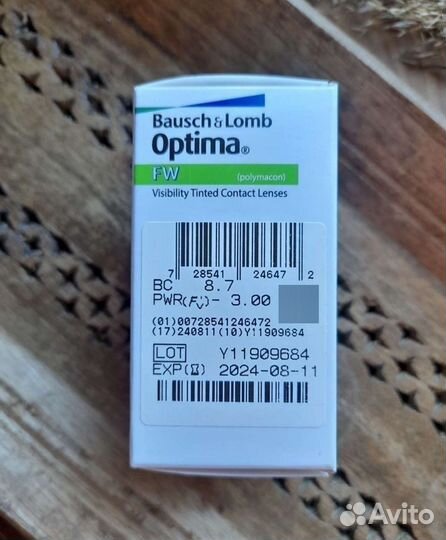 Bausch & Lomb
Optima®
FW (polymacon)
Visibility Tinted Contact Lenses
7 28541 24647 2
BC 8.7
PWR(F'v) - 3.00
(01)00728541246472
(17)240811(10)Y11909684
LOT Y11909684
EXP(⌛) 2024-08-11
Avito